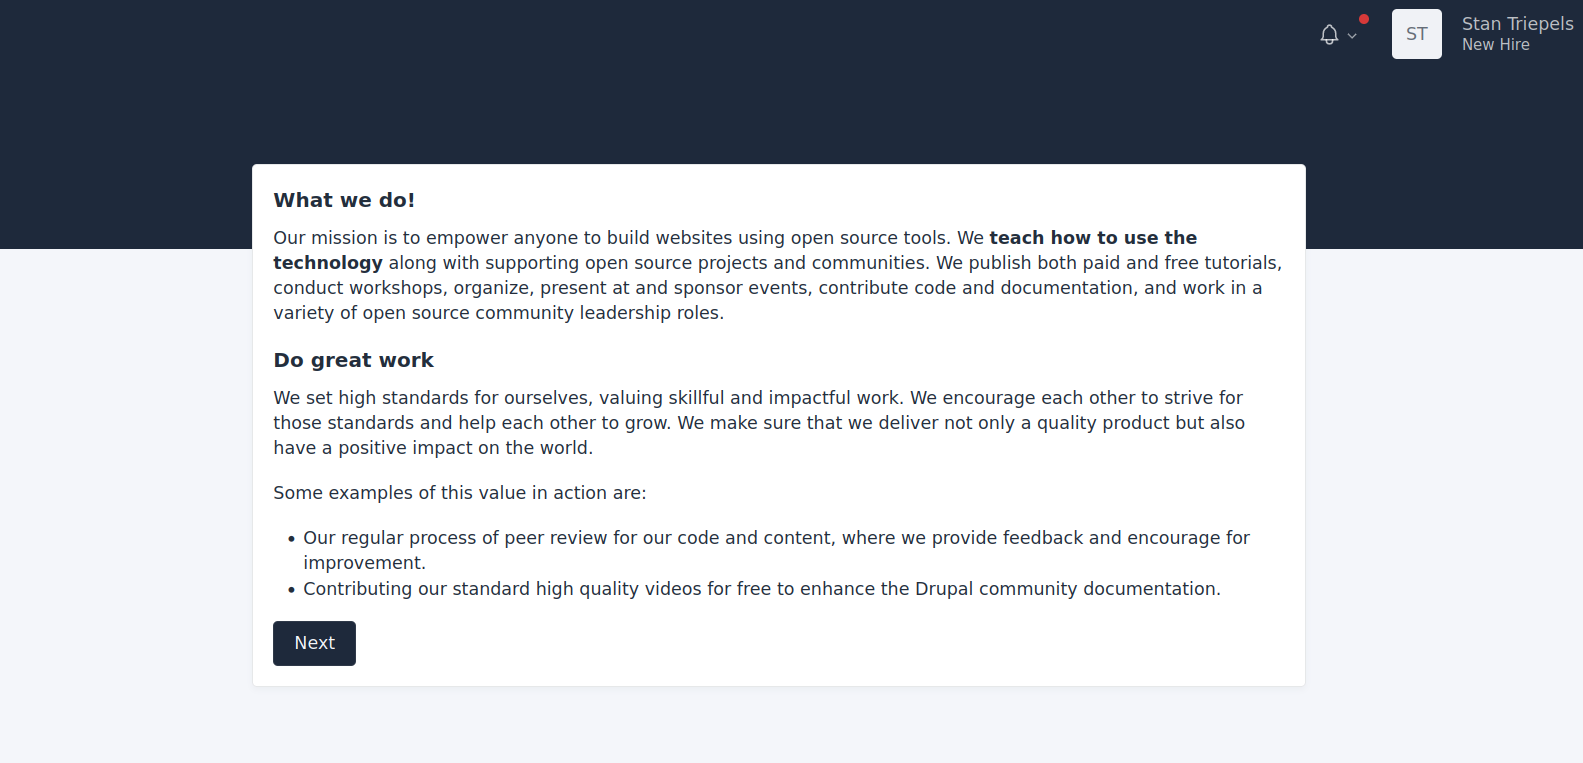 ST
Stan Triepels
New Hire
What we do!
Our mission is to empower anyone to build websites using open source tools. We teach how to use the
technology along with supporting open source projects and communities. We publish both paid and free tutorials,
conduct workshops, organize, present at and sponsor events, contribute code and documentation, and work in a
variety of open source community leadership roles.
Do great work
We set high standards for ourselves, valuing skillful and impactful work. We encourage each other to strive for
those standards and help each other to grow. We make sure that we deliver not only a quality product but also
have a positive impact on the world.
Some examples of this value in action are:
• Our regular process of peer review for our code and content, where we provide feedback and encourage for
improvement.
• Contributing our standard high quality videos for free to enhance the Drupal community documentation.
Next